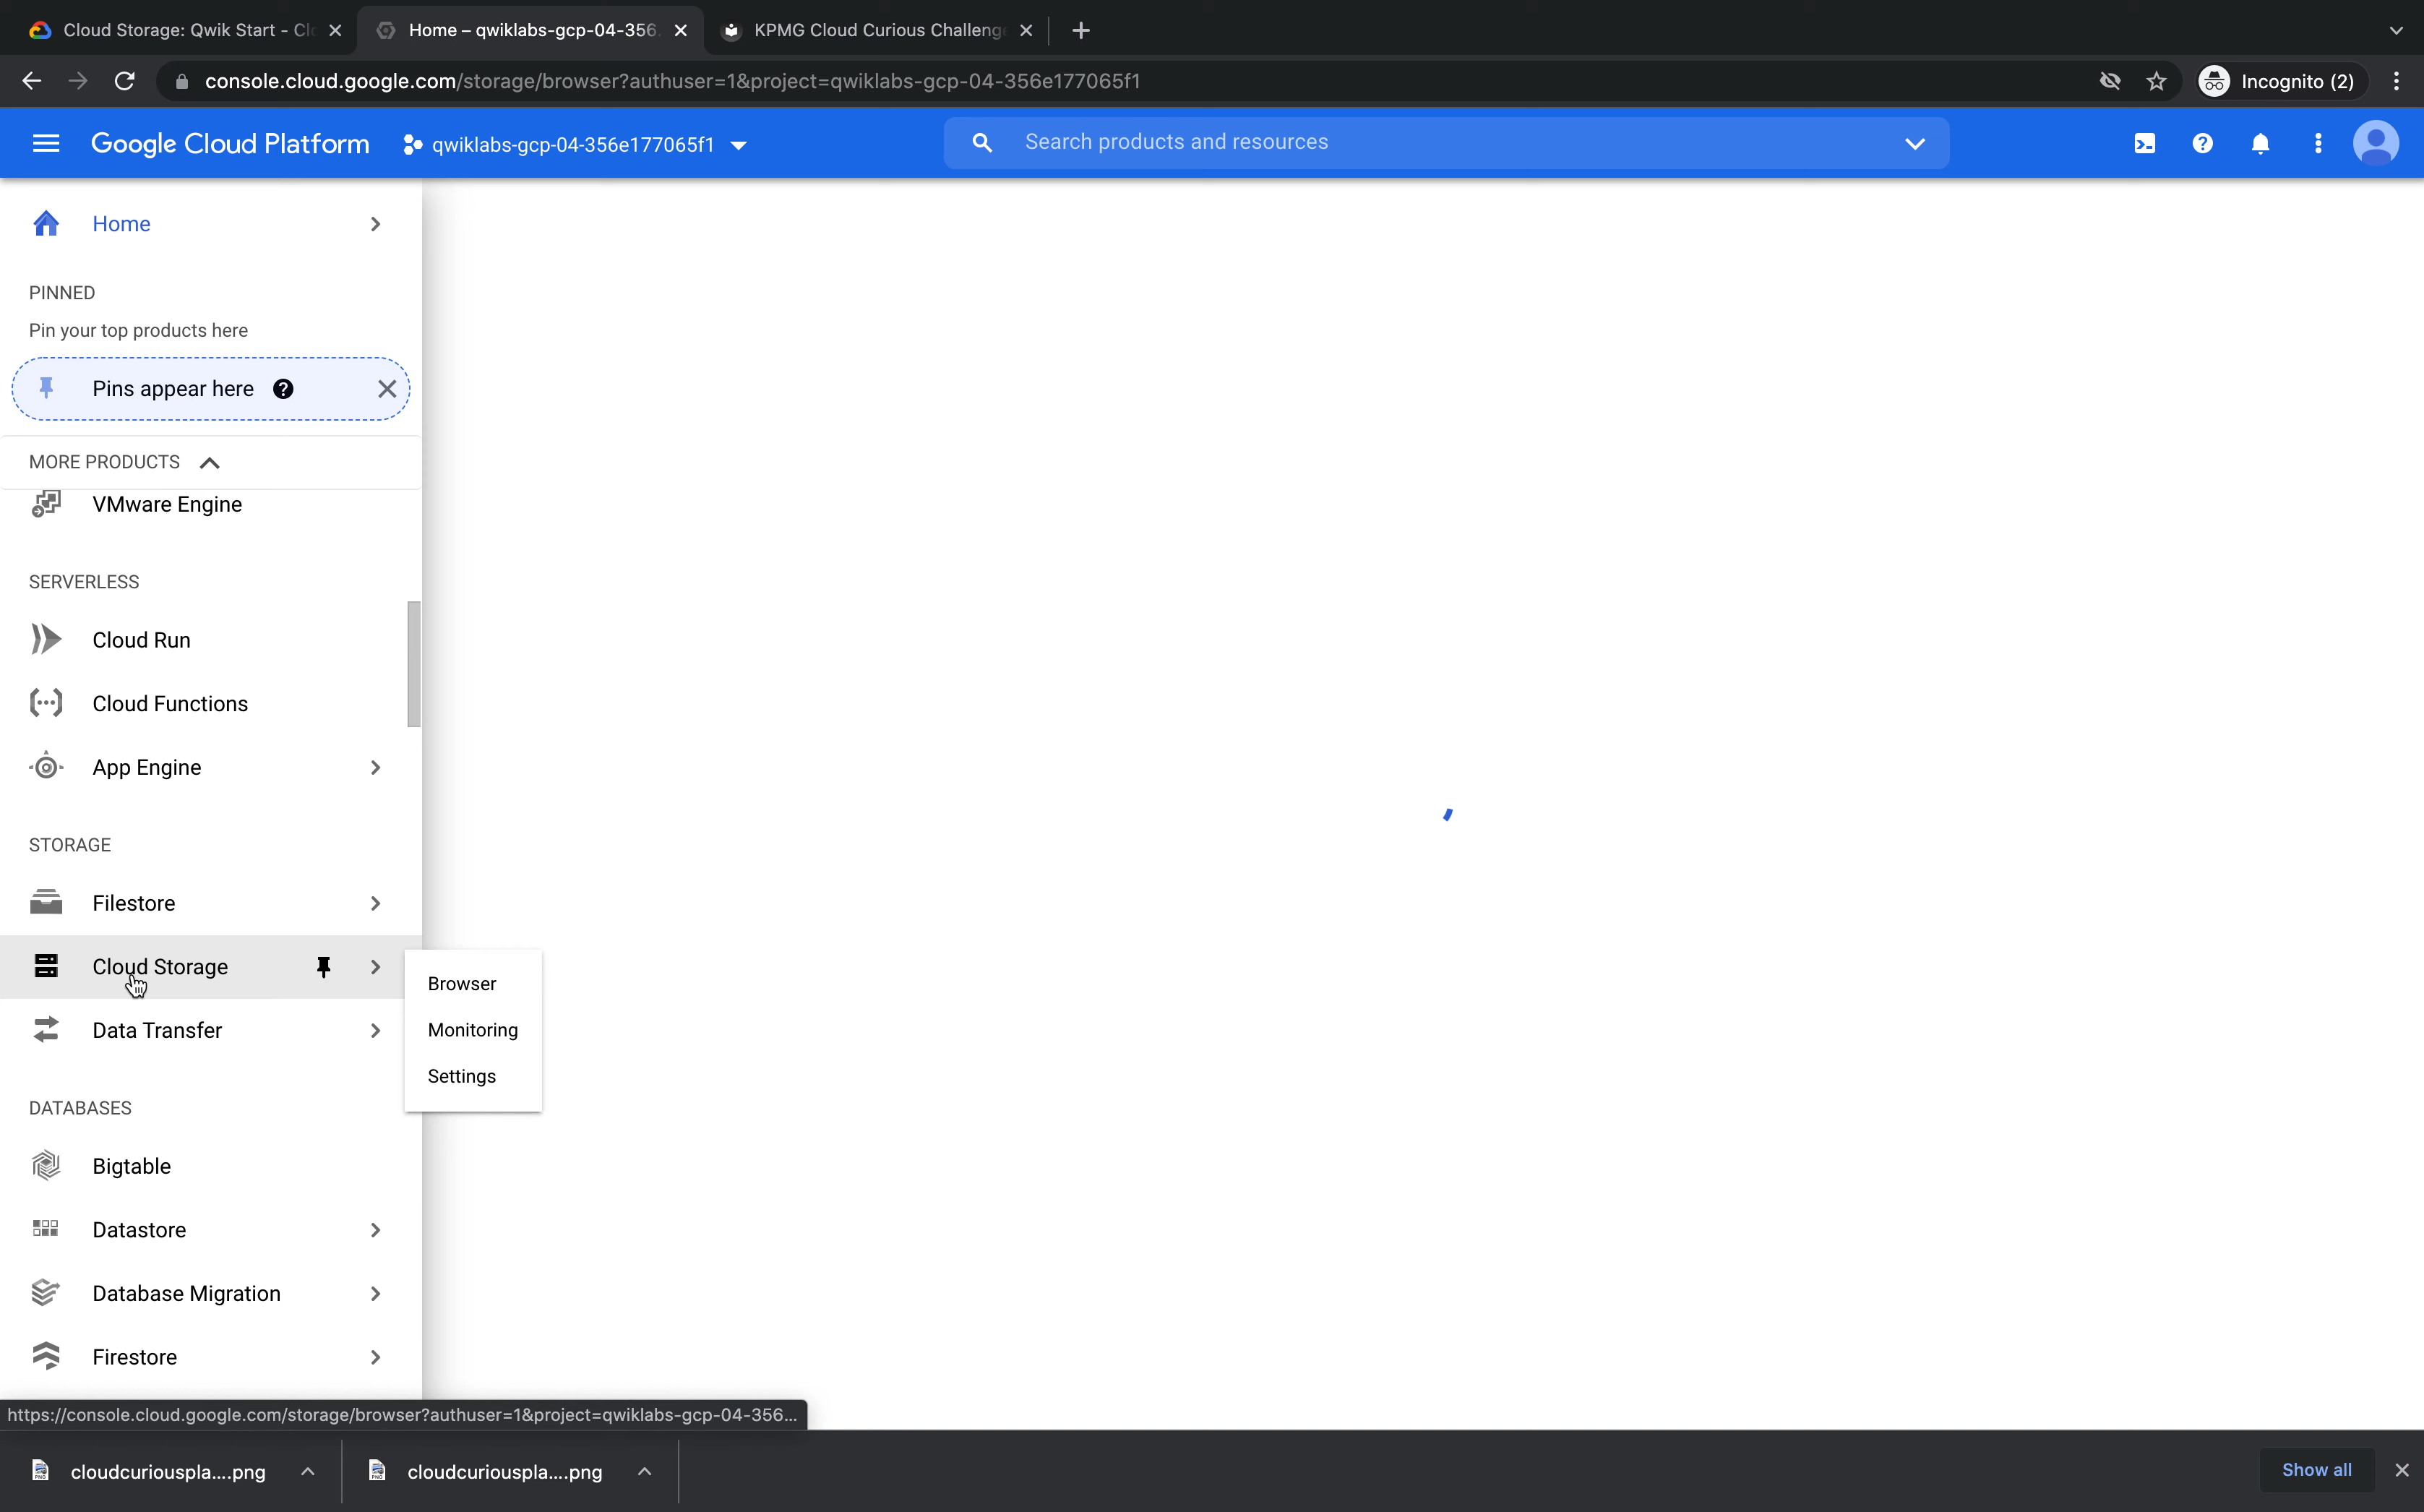 Cloud Storage: Qwik Start - Cl
Home – qwiklabs-gcp-04-356
KPMG Cloud Curious Challeng
console.cloud.google.com/storage/browser?authuser=1&project=qwiklabs-gcp-04-356e177065f1
Incognito (2)
Google Cloud Platform
qwiklabs-gcp-04-356e177065f1
Search products and resources
Home
PINNED
Pin your top products here
Pins appear here
MORE PRODUCTS
VMware Engine
SERVERLESS
Cloud Run
Cloud Functions
App Engine
STORAGE
Filestore
Cloud Storage
Browser
Data Transfer
Monitoring
Settings
DATABASES
Bigtable
Datastore
Database Migration
Firestore
https://console.cloud.google.com/storage/browser?authuser=1&project=qwiklabs-gcp-04-356...
cloudcuriouspla....png
cloudcuriouspla....png
Show all